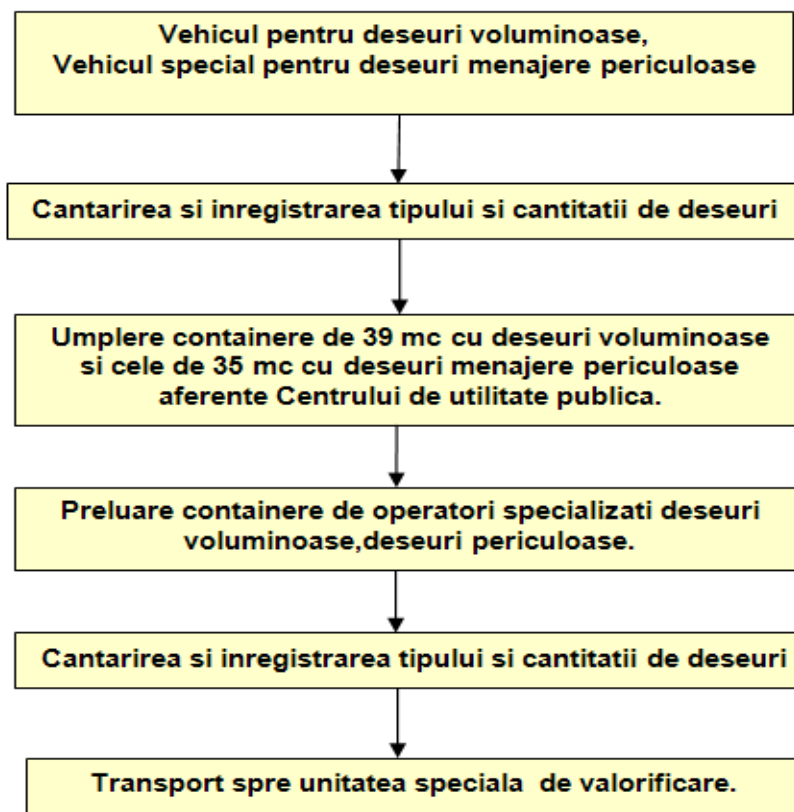 Vehicul pentru deseuri voluminoase,
Vehicul special pentru deseuri menajere periculoase
Cantarirea si inregistrarea tipului si cantitatii de deseuri
Umplere containere de 39 mc cu deseuri voluminoase
si cele de 35 mc cu deseuri menajere periculoase
aferente Centrului de utilitate publica.
Preluare containere de operatori specializati deseuri
voluminoase,deseuri periculoase.
Cantarirea si inregistrarea tipului si cantitatii de deseuri
Transport spre unitatea speciala  de valorificare.